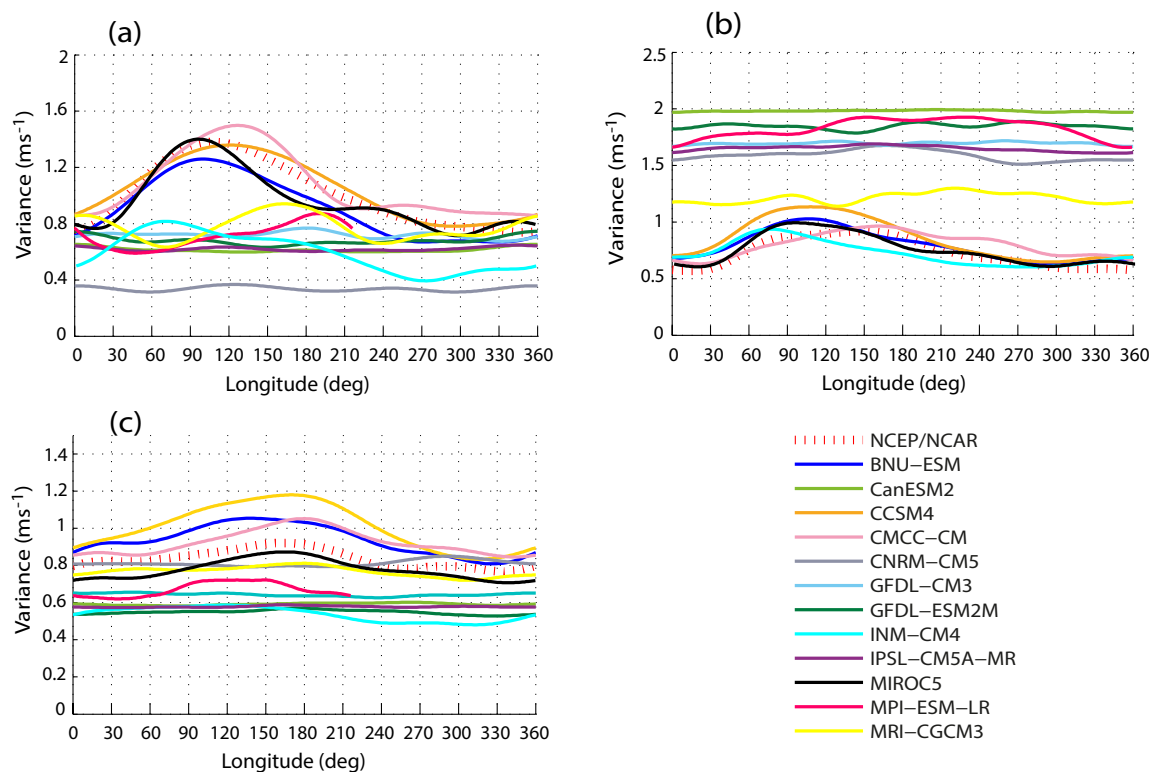 (a)
2
1.6
1.2
0.8
0.4
0
Variance (ms⁻¹)
0 30 60 90 120 150 180 210 240 270 300 330 360
Longitude (deg)
(b)
2.5
2
1.5
1
0.5
0
Variance (ms⁻¹)
0 30 60 90 120 150 180 210 240 270 300 330 360
Longitude (deg)
(c)
1.4
1.2
1
0.8
0.6
0.4
0.2
0
Variance (ms⁻¹)
0 30 60 90 120 150 180 210 240 270 300 330 360
Longitude (deg)
NCEP/NCAR
BNU−ESM
CanESM2
CCSM4
CMCC−CM
CNRM−CM5
GFDL−CM3
GFDL−ESM2M
INM−CM4
IPSL−CM5A−MR
MIROC5
MPI−ESM−LR
MRI−CGCM3